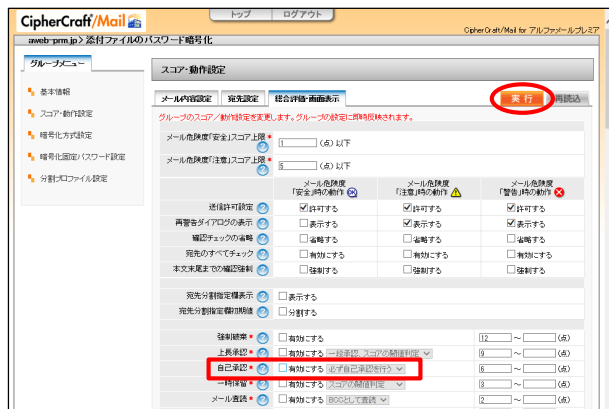 CipherCraft/Mail
トップ ログアウト
CipherCraft/Mail for アルファメールプレミア
aweb-prm.jp> 添付ファイルのパスワード暗号化
グループメニュー
基本情報
スコア・動作設定
暗号化方式設定
暗号化固定パスワード設定
分割プロファイル設定
スコア・動作設定
メール内容設定 宛先設定 総合評価・画面表示 実 行 再読込
グループのスコア/動作設定を変更します。グループの設定に即時反映されます。
メール危険度「安全」スコア上限 * 1 (点) 以下
メール危険度「注意」スコア上限 * 5 (点) 以下
メール危険度「安全」時の動作 OK メール危険度「注意」時の動作 メール危険度「警告」時の動作
送信許可設定 許可する 許可する 許可する
再警告ダイアログの表示 表示する 表示する 表示する
確認チェックの省略 省略する 省略する 省略する
宛先のすべてチェック 有効にする 有効にする 有効にする
本文末尾までの確認強制 強制する 強制する 強制する
宛先分割指定欄表示 表示する
宛先分割指定欄初期値 分割する
強制破棄 * 有効にする 12 ~ (点)
上長承認 * 有効にする 一段承認、スコアの閾値判定 9 ~ (点)
自己承認 * 有効にする 必ず自己承認を行う 6 ~ (点)
一時保留 * 有効にする スコアの閾値判定 3 ~ (点)
メール査読 * 有効にする BCCとして査読 2 ~ (点)